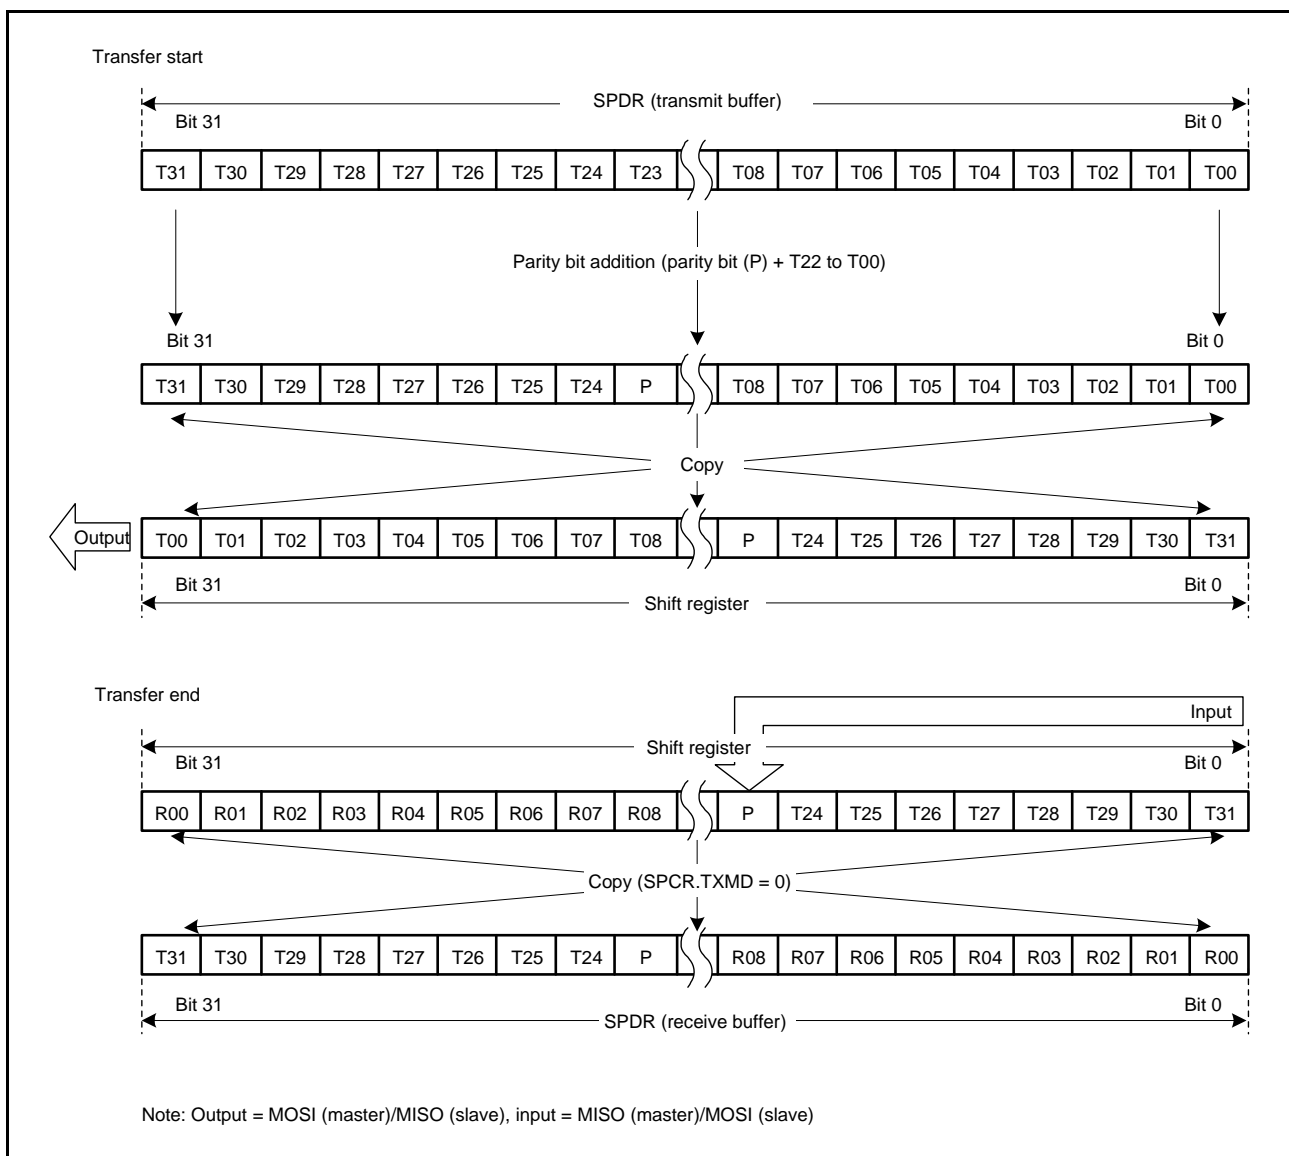 Transfer start
SPDR (transmit buffer)
Bit 31 Bit 0
T31 T30 T29 T28 T27 T26 T25 T24 T23 T08 T07 T06 T05 T04 T03 T02 T01 T00
Parity bit addition (parity bit (P) + T22 to T00)
Bit 31 Bit 0
T31 T30 T29 T28 T27 T26 T25 T24 P T08 T07 T06 T05 T04 T03 T02 T01 T00
Copy
Output T00 T01 T02 T03 T04 T05 T06 T07 T08 P T24 T25 T26 T27 T28 T29 T30 T31
Bit 31 Bit 0
Shift register
Transfer end
Input
Shift register
Bit 31 Bit 0
R00 R01 R02 R03 R04 R05 R06 R07 R08 P T24 T25 T26 T27 T28 T29 T30 T31
Copy (SPCR.TXMD = 0)
T31 T30 T29 T28 T27 T26 T25 T24 P R08 R07 R06 R05 R04 R03 R02 R01 R00
Bit 31 Bit 0
SPDR (receive buffer)
Note: Output = MOSI (master)/MISO (slave), input = MISO (master)/MOSI (slave)